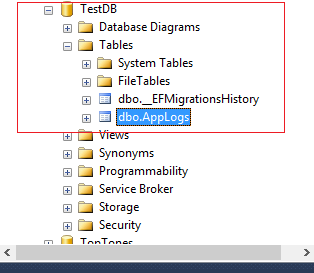 TestDB
Database Diagrams
Tables
System Tables
FileTables
dbo.__EFMigrationsHistory
dbo.AppLogs
Views
Synonyms
Programmability
Service Broker
Storage
Security
TopTones